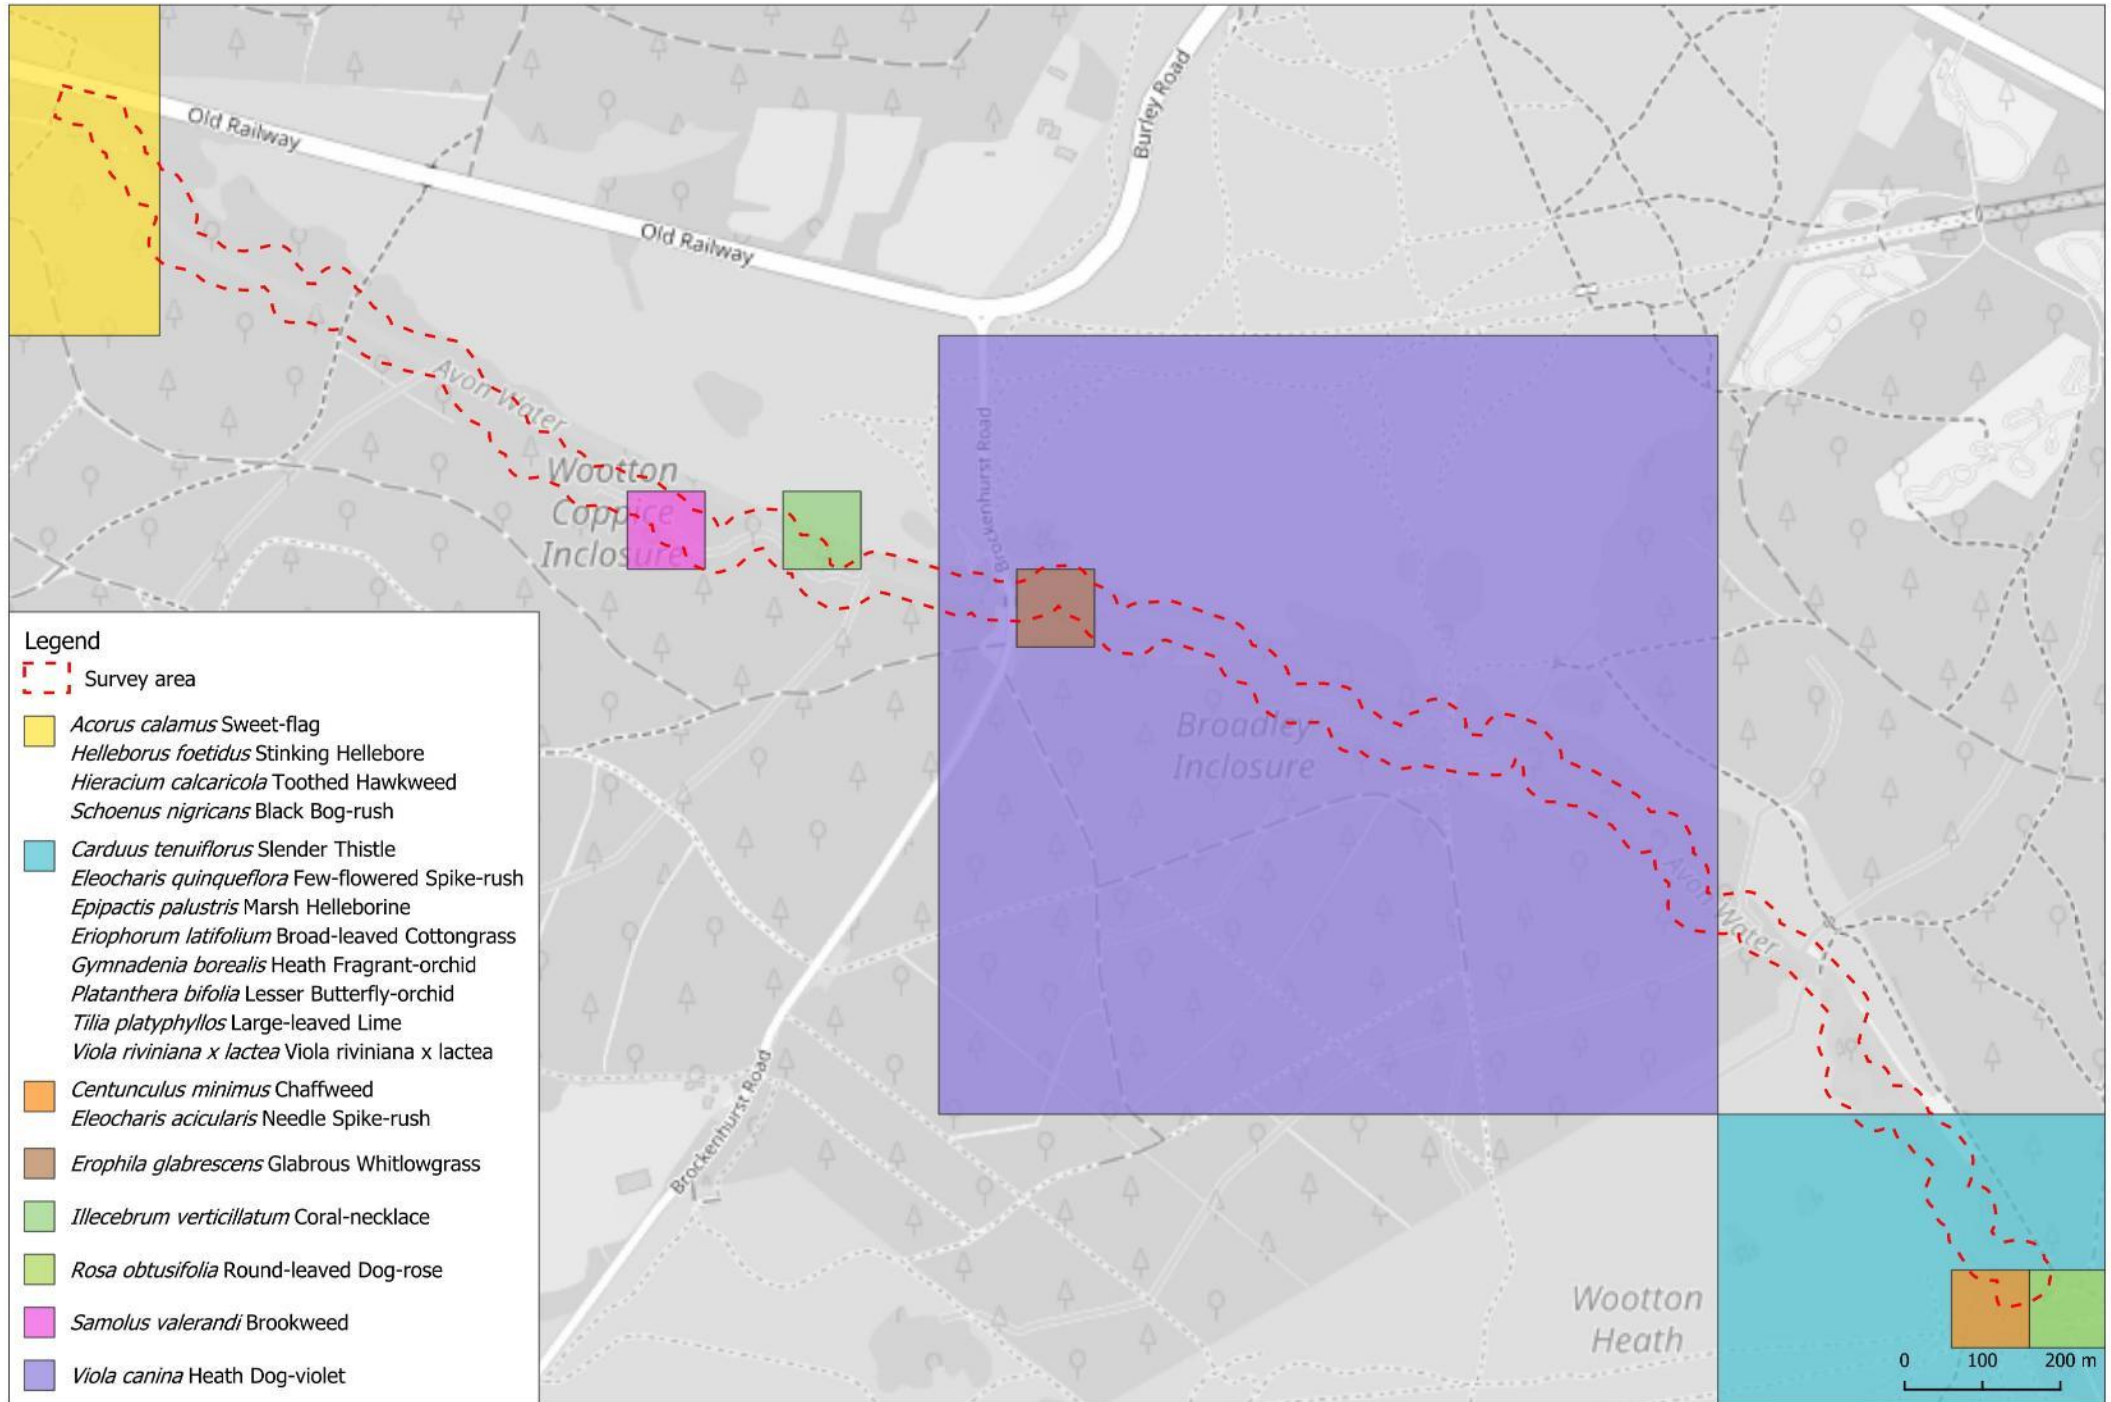 Old Railway
Burley Road
Old Railway
Avon Water
Brockenhurst Road
Wootton
Coppice
Inclosure
Broadley
Inclosure
Avon Water
Brockenhurst Road
Wootton
Heath
0 100 200 m
Legend
Survey area
Acorus calamus Sweet-flag
Helleborus foetidus Stinking Hellebore
Hieracium calcaricola Toothed Hawkweed
Schoenus nigricans Black Bog-rush
Carduus tenuiflorus Slender Thistle
Eleocharis quinqueflora Few-flowered Spike-rush
Epipactis palustris Marsh Helleborine
Eriophorum latifolium Broad-leaved Cottongrass
Gymnadenia borealis Heath Fragrant-orchid
Platanthera bifolia Lesser Butterfly-orchid
Tilia platyphyllos Large-leaved Lime
Viola riviniana x lactea Viola riviniana x lactea
Centunculus minimus Chaffweed
Eleocharis acicularis Needle Spike-rush
Erophila glabrescens Glabrous Whitlowgrass
Illecebrum verticillatum Coral-necklace
Rosa obtusifolia Round-leaved Dog-rose
Samolus valerandi Brookweed
Viola canina Heath Dog-violet